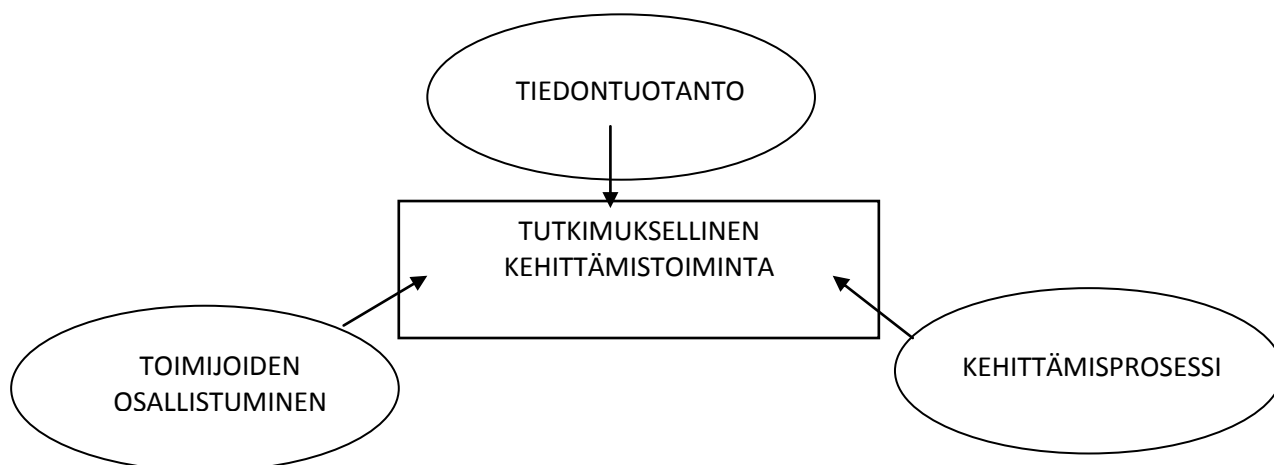 TIEDONTUOTANTO
TUTKIMUKSELLINEN
KEHITTÄMISTOIMINTA
TOIMIJOIDEN
OSALLISTUMINEN
KEHITTÄMISPROSESSI